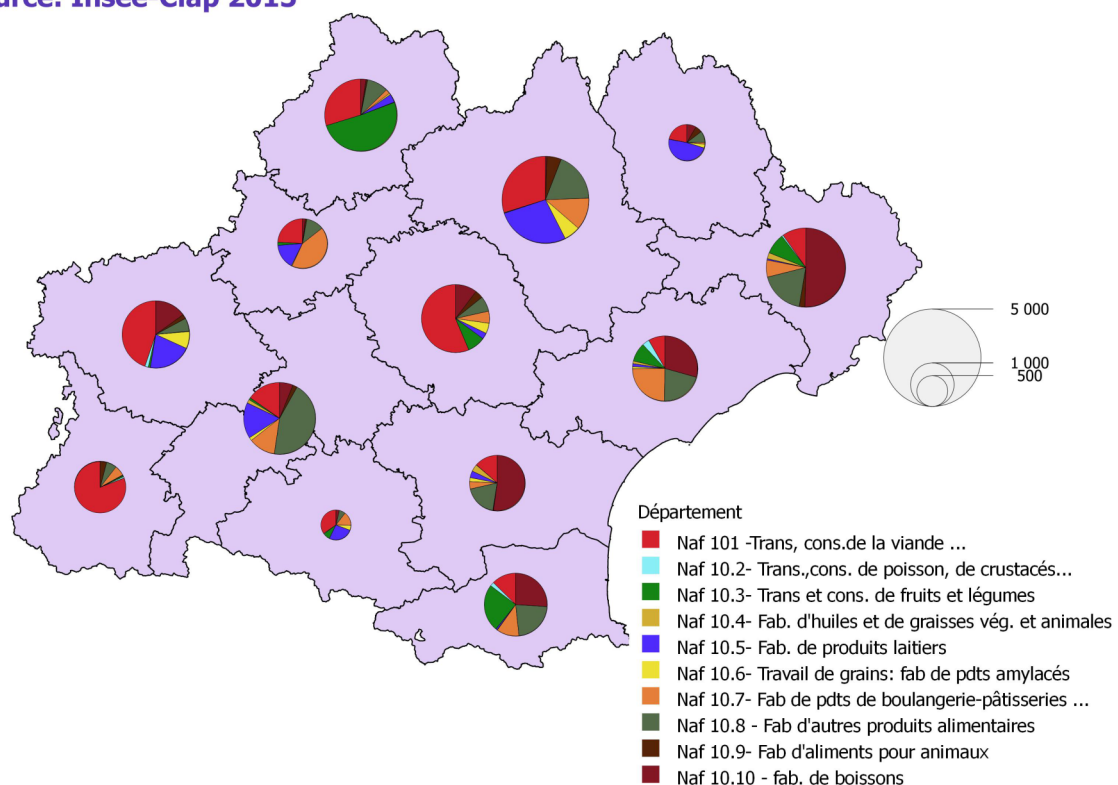 Insee-Clap 2015
5 000
1 000
500
Département
Naf 101 -Trans, cons.de la viande ...
Naf 10.2- Trans.,cons. de poisson, de crustacés...
Naf 10.3- Trans et cons. de fruits et légumes
Naf 10.4- Fab. d'huiles et de graisses vég. et animales
Naf 10.5- Fab. de produits laitiers
Naf 10.6- Travail de grains: fab de pdts amylacés
Naf 10.7- Fab de pdts de boulangerie-pâtisseries ...
Naf 10.8 - Fab d'autres produits alimentaires
Naf 10.9- Fab d'aliments pour animaux
Naf 10.10 - fab. de boissons